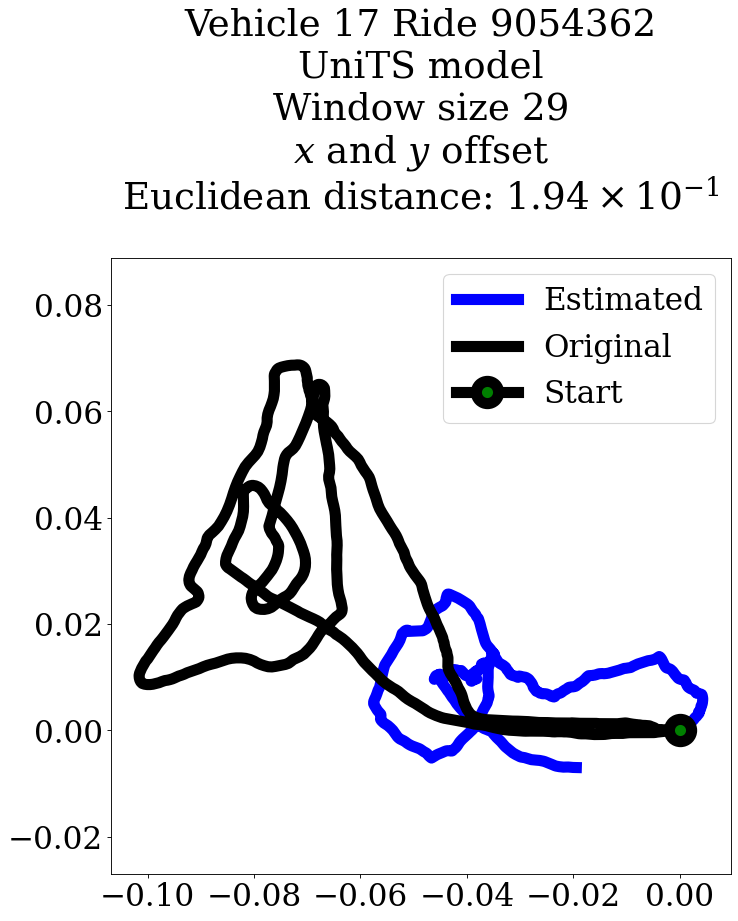 Vehicle 17 Ride 9054362
UniTS model
Window size 29
x and y offset
Euclidean distance: 1.94 × 10⁻¹
Estimated
Original
Start
0.08
0.06
0.04
0.02
0.00
−0.02
−0.10 −0.08 −0.06 −0.04 −0.02 0.00